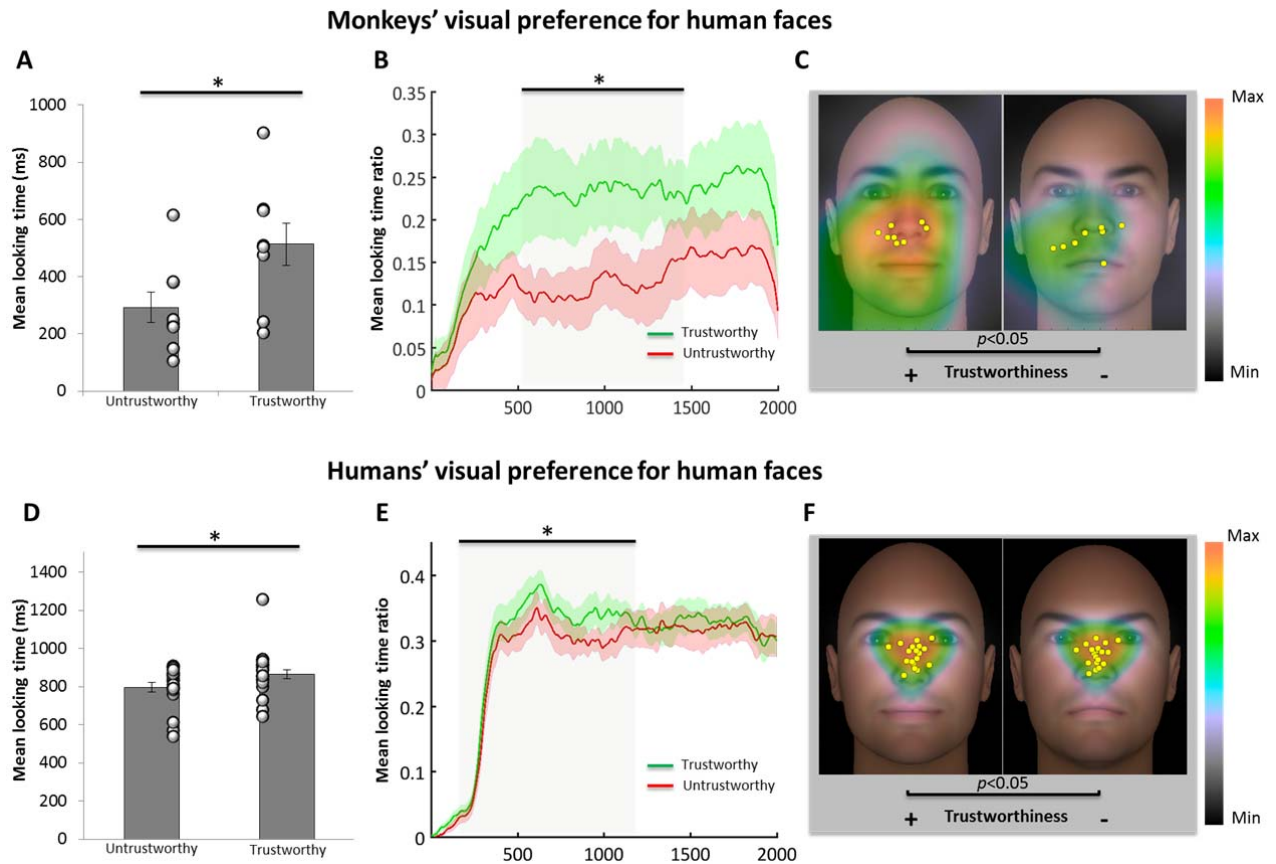 Monkeys’ visual preference for human faces
A
*
Mean looking time (ms)
1000
800
600
400
200
0
Untrustworthy
Trustworthy
B
*
Mean looking time ratio
0.35
0.3
0.25
0.2
0.15
0.1
0.05
0
500
1000
1500
2000
Trustworthy
Untrustworthy
C
Max
Min
p<0.05
+ Trustworthiness -
Humans’ visual preference for human faces
D
*
Mean looking time (ms)
1400
1200
1000
800
600
400
200
0
Untrustworthy
Trustworthy
E
*
Mean looking time ratio
0.4
0.3
0.2
0.1
0
500
1000
1500
2000
Trustworthy
Untrustworthy
F
Max
Min
p<0.05
+ Trustworthiness -